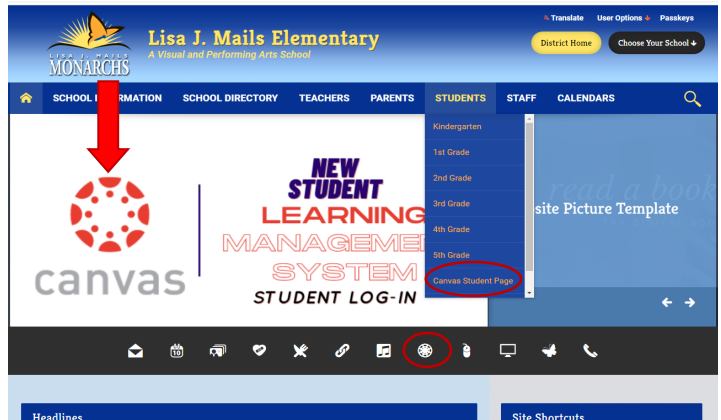 Translate User Options Passkeys
LISA J. MAILS
MONARCHS
Lisa J. Mails Elementary
A Visual and Performing Arts School
District Home
Choose Your School
SCHOOL INFORMATION SCHOOL DIRECTORY TEACHERS PARENTS STUDENTS STAFF CALENDARS
Kindergarten
1st Grade
2nd Grade
3rd Grade
4th Grade
5th Grade
Canvas Student Page
canvas
NEW
STUDENT
LEARNING
MANAGEME
SYSTEM
STUDENT LOG-IN
read a book
site Picture Template
10
Headlines
Site Shortcuts